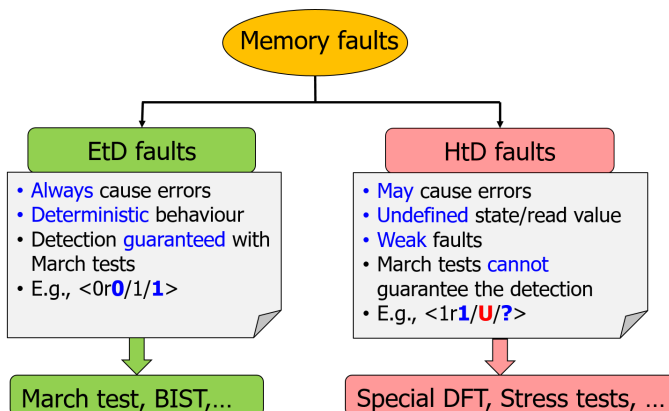 Memory faults
EtD faults
• Always cause errors
• Deterministic behaviour
• Detection guaranteed with
March tests
• E.g., <0r0/1/1>
March test, BIST,...
HtD faults
• May cause errors
• Undefined state/read value
• Weak faults
• March tests cannot
guarantee the detection
• E.g., <1r1/U/?>
Special DFT, Stress tests, ...